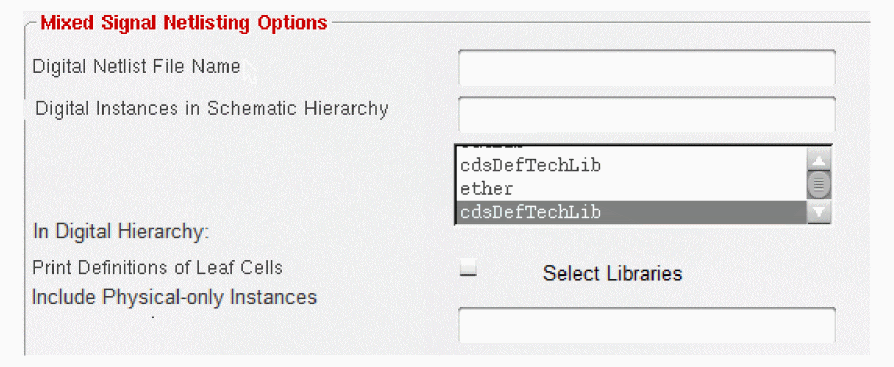 Mixed Signal Netlisting Options
Digital Netlist File Name
Digital Instances in Schematic Hierarchy
cdsDefTechLib
ether
cdsDefTechLib
In Digital Hierarchy:
Print Definitions of Leaf Cells
Select Libraries
Include Physical-only Instances